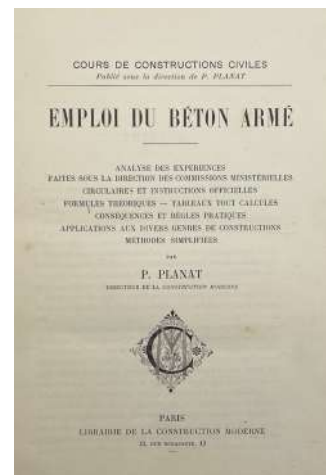 COURS DE CONSTRUCTIONS CIVILES
Publié sous la direction de P. PLANAT
EMPLOI DU BÉTON ARMÉ
ANALYSE DES EXPÉRIENCES
FAITES SOUS LA DIRECTION DES COMMISSIONS MINISTÉRIELLES
CIRCULAIRES ET INSTRUCTIONS OFFICIELLES
FORMULES THÉORIQUES — TABLEAUX TOUT CALCULÉS
CONSÉQUENCES ET RÈGLES PRATIQUES
APPLICATIONS AUX DIVERS GENRES DE CONSTRUCTIONS
MÉTHODES SIMPLIFIÉES
PAR
P. PLANAT
DIRECTEUR DE LA CONSTRUCTION MODERNE
PARIS
LIBRAIRIE DE LA CONSTRUCTION MODERNE
RUE BONAPARTE